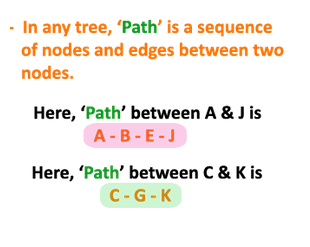 - In any tree, ‘Path’ is a sequence
of nodes and edges between two
nodes.
Here, ‘Path’ between A & J is
A - B - E - J
Here, ‘Path’ between C & K is
C - G - K